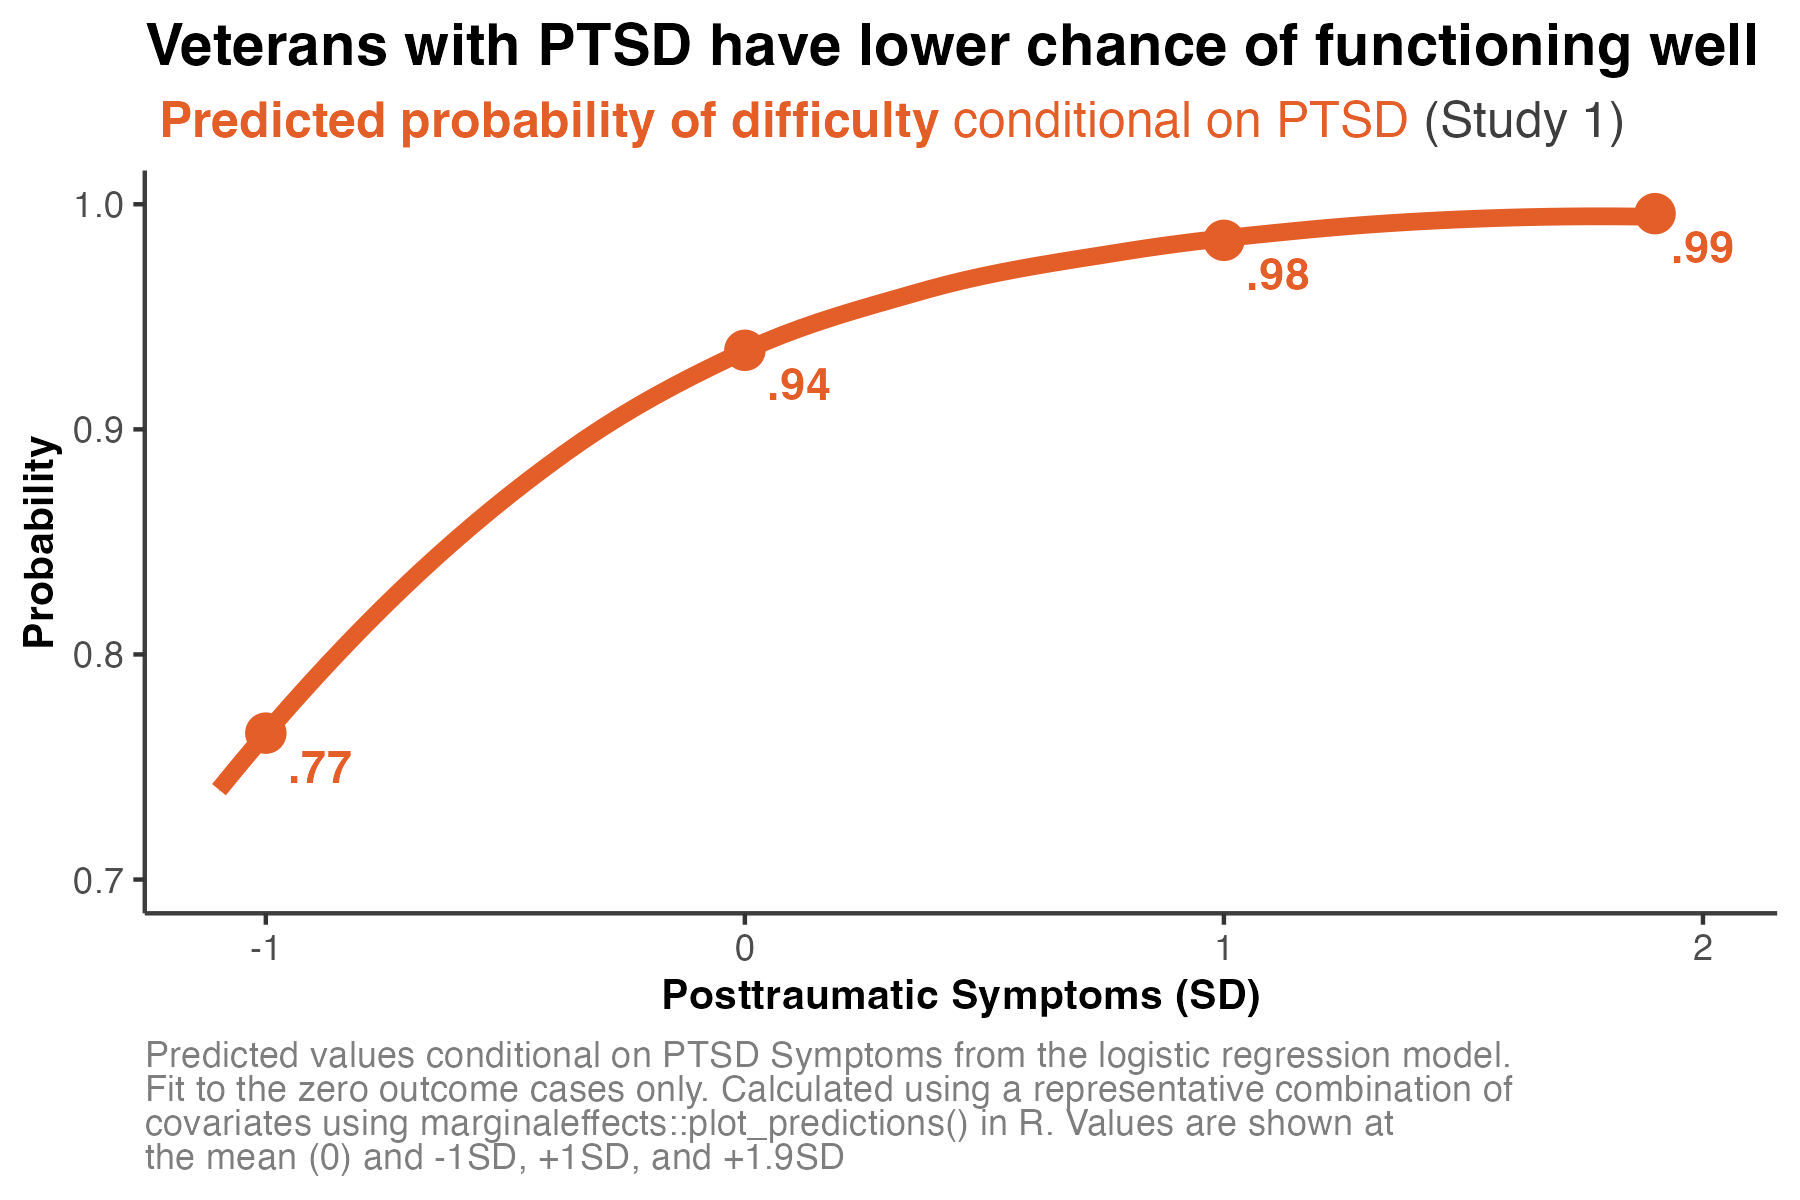 Veterans with PTSD have lower chance of functioning well
Predicted probability of difficulty conditional on PTSD (Study 1)
1.0
0.9
0.8
0.7
Probability
.77
.94
.98
.99
-1
0
1
2
Posttraumatic Symptoms (SD)
Predicted values conditional on PTSD Symptoms from the logistic regression model.
Fit to the zero outcome cases only. Calculated using a representative combination of
covariates using marginaleffects::plot_predictions() in R. Values are shown at
the mean (0) and -1SD, +1SD, and +1.9SD